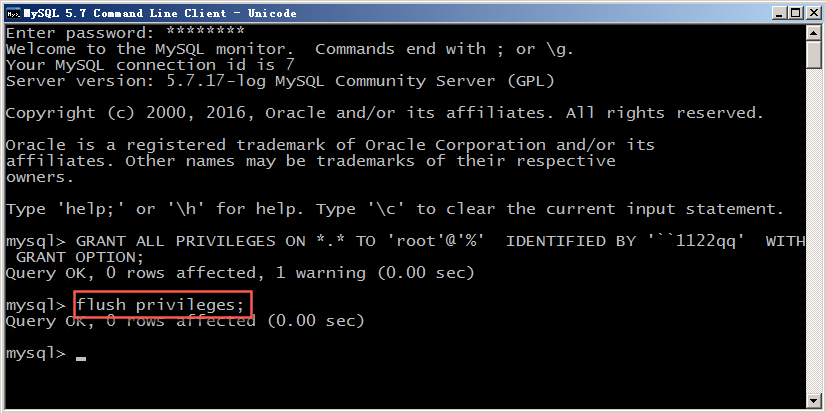 MySQL 5.7 Command Line Client - Unicode
Enter password: ********
Welcome to the MySQL monitor.  Commands end with ; or \g.
Your MySQL connection id is 7
Server version: 5.7.17-log MySQL Community Server (GPL)
Copyright (c) 2000, 2016, Oracle and/or its affiliates. All rights reserved.
Oracle is a registered trademark of Oracle Corporation and/or its
affiliates. Other names may be trademarks of their respective
owners.
Type 'help;' or '\h' for help. Type '\c' to clear the current input statement.
mysql> GRANT ALL PRIVILEGES ON *.* TO 'root'@'%'  IDENTIFIED BY '``1122qq'  WITH
 GRANT OPTION;
Query OK, 0 rows affected, 1 warning (0.00 sec)
mysql> flush privileges;
Query OK, 0 rows affected (0.00 sec)
mysql> _